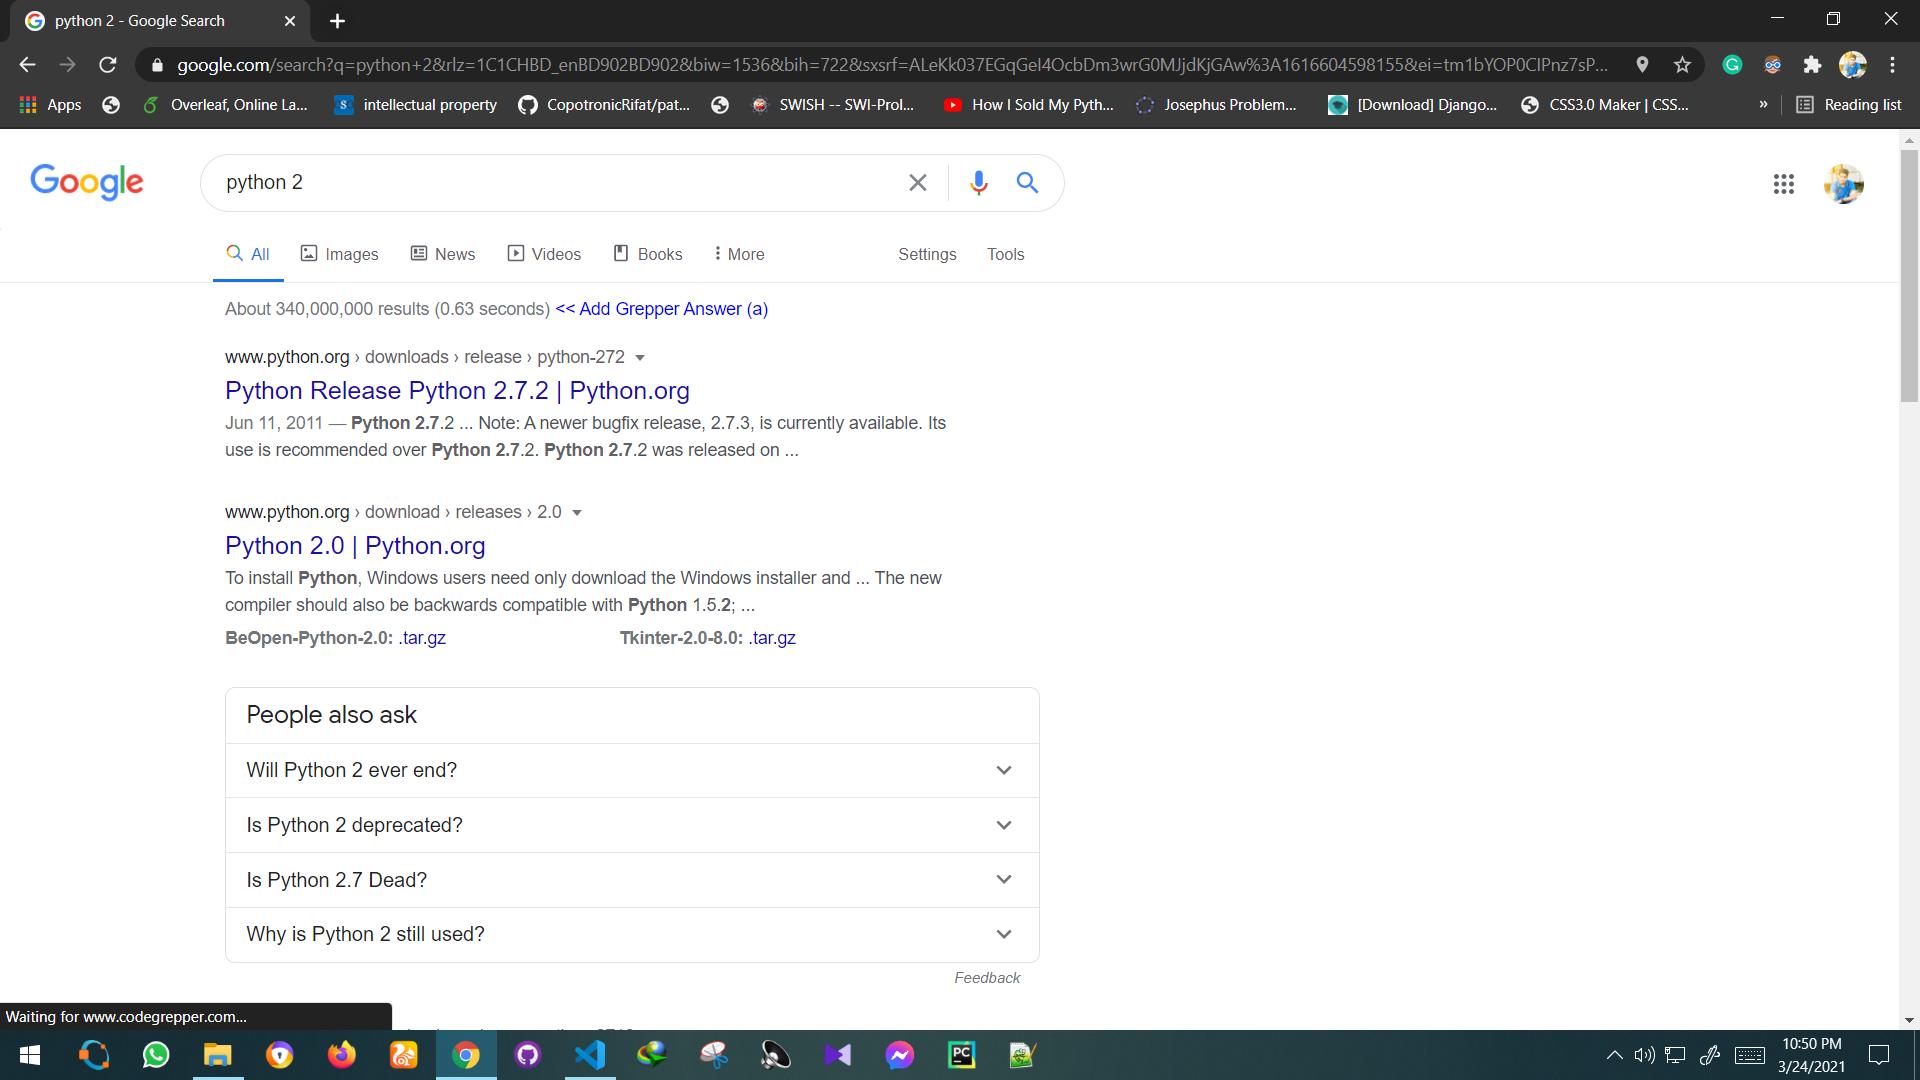 python 2 - Google Search
google.com/search?q=python+2&rlz=1C1CHBD_enBD902BD902&biw=1536&bih=722&sxsrf=ALeKk037EGqGeI4OcbDm3wrG0MJjdKjGAw%3A1616604598155&ei=tm1bYOP0CIPnz7sP...
Apps Overleaf, Online La... intellectual property CopotronicRifat/pat... SWISH -- SWI-Prol... How I Sold My Pyth... Josephus Problem... [Download] Django... CSS3.0 Maker | CSS... » Reading list
Google
python 2
All Images News Videos Books More Settings Tools
About 340,000,000 results (0.63 seconds) << Add Grepper Answer (a)
www.python.org › downloads › release › python-272
Python Release Python 2.7.2 | Python.org
Jun 11, 2011 — Python 2.7.2 ... Note: A newer bugfix release, 2.7.3, is currently available. Its
use is recommended over Python 2.7.2. Python 2.7.2 was released on ...
www.python.org › download › releases › 2.0
Python 2.0 | Python.org
To install Python, Windows users need only download the Windows installer and ... The new
compiler should also be backwards compatible with Python 1.5.2; ...
BeOpen-Python-2.0: .tar.gz Tkinter-2.0-8.0: .tar.gz
People also ask
Will Python 2 ever end?
Is Python 2 deprecated?
Is Python 2.7 Dead?
Why is Python 2 still used?
Feedback
Waiting for www.codegrepper.com...
PC
10:50 PM
3/24/2021